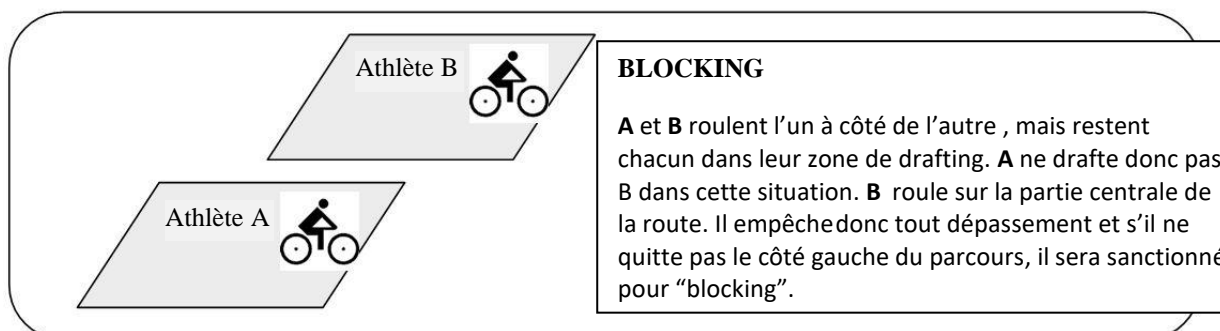 Athlète B
Athlète A
BLOCKING
A et B roulent l’un à côté de l’autre , mais restent
chacun dans leur zone de drafting. A ne drafte donc pas
B dans cette situation. B roule sur la partie centrale de
la route. Il empêchedonc tout dépassement et s’il ne
quitte pas le côté gauche du parcours, il sera sanctionné
pour “blocking”.